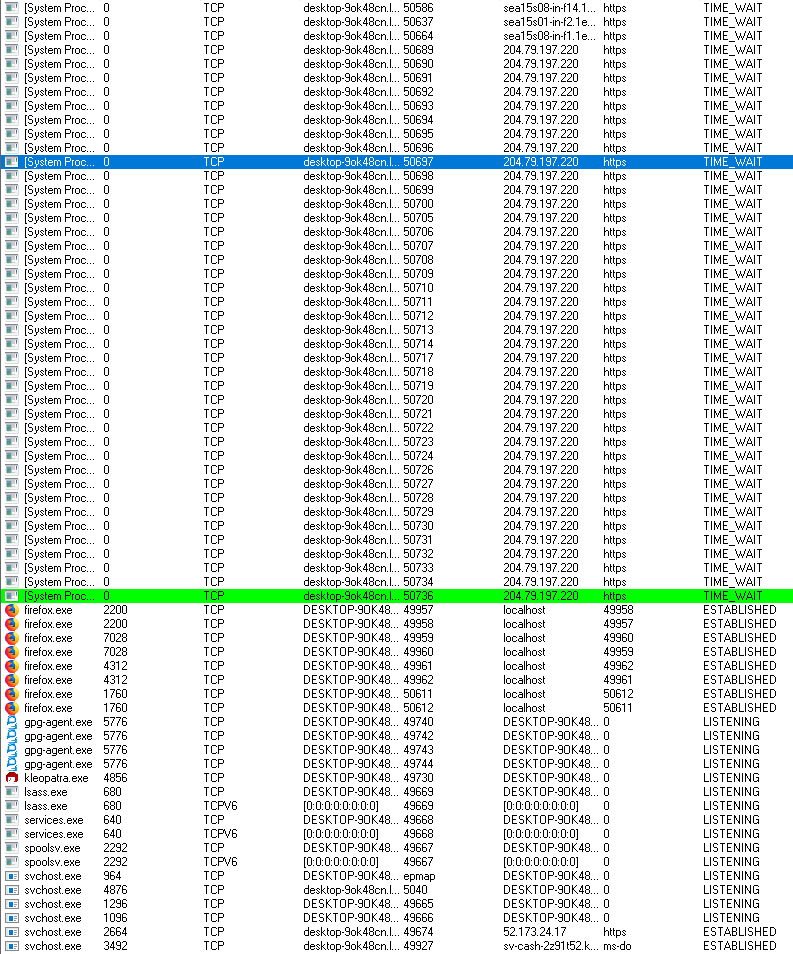 [System Proc... 0 TCP desktop-9ok48cn.l... 50586 sea15s08-in-f14.1... https TIME_WAIT
[System Proc... 0 TCP desktop-9ok48cn.l... 50637 sea15s01-in-f2.1e... https TIME_WAIT
[System Proc... 0 TCP desktop-9ok48cn.l... 50664 sea15s08-in-f1.1e... https TIME_WAIT
[System Proc... 0 TCP desktop-9ok48cn.l... 50689 204.79.197.220 https TIME_WAIT
[System Proc... 0 TCP desktop-9ok48cn.l... 50690 204.79.197.220 https TIME_WAIT
[System Proc... 0 TCP desktop-9ok48cn.l... 50691 204.79.197.220 https TIME_WAIT
[System Proc... 0 TCP desktop-9ok48cn.l... 50692 204.79.197.220 https TIME_WAIT
[System Proc... 0 TCP desktop-9ok48cn.l... 50693 204.79.197.220 https TIME_WAIT
[System Proc... 0 TCP desktop-9ok48cn.l... 50694 204.79.197.220 https TIME_WAIT
[System Proc... 0 TCP desktop-9ok48cn.l... 50695 204.79.197.220 https TIME_WAIT
[System Proc... 0 TCP desktop-9ok48cn.l... 50696 204.79.197.220 https TIME_WAIT
[System Proc... 0 TCP desktop-9ok48cn.l... 50697 204.79.197.220 https TIME_WAIT
[System Proc... 0 TCP desktop-9ok48cn.l... 50698 204.79.197.220 https TIME_WAIT
[System Proc... 0 TCP desktop-9ok48cn.l... 50699 204.79.197.220 https TIME_WAIT
[System Proc... 0 TCP desktop-9ok48cn.l... 50700 204.79.197.220 https TIME_WAIT
[System Proc... 0 TCP desktop-9ok48cn.l... 50705 204.79.197.220 https TIME_WAIT
[System Proc... 0 TCP desktop-9ok48cn.l... 50706 204.79.197.220 https TIME_WAIT
[System Proc... 0 TCP desktop-9ok48cn.l... 50707 204.79.197.220 https TIME_WAIT
[System Proc... 0 TCP desktop-9ok48cn.l... 50708 204.79.197.220 https TIME_WAIT
[System Proc... 0 TCP desktop-9ok48cn.l... 50709 204.79.197.220 https TIME_WAIT
[System Proc... 0 TCP desktop-9ok48cn.l... 50710 204.79.197.220 https TIME_WAIT
[System Proc... 0 TCP desktop-9ok48cn.l... 50711 204.79.197.220 https TIME_WAIT
[System Proc... 0 TCP desktop-9ok48cn.l... 50712 204.79.197.220 https TIME_WAIT
[System Proc... 0 TCP desktop-9ok48cn.l... 50713 204.79.197.220 https TIME_WAIT
[System Proc... 0 TCP desktop-9ok48cn.l... 50714 204.79.197.220 https TIME_WAIT
[System Proc... 0 TCP desktop-9ok48cn.l... 50717 204.79.197.220 https TIME_WAIT
[System Proc... 0 TCP desktop-9ok48cn.l... 50718 204.79.197.220 https TIME_WAIT
[System Proc... 0 TCP desktop-9ok48cn.l... 50719 204.79.197.220 https TIME_WAIT
[System Proc... 0 TCP desktop-9ok48cn.l... 50720 204.79.197.220 https TIME_WAIT
[System Proc... 0 TCP desktop-9ok48cn.l... 50721 204.79.197.220 https TIME_WAIT
[System Proc... 0 TCP desktop-9ok48cn.l... 50722 204.79.197.220 https TIME_WAIT
[System Proc... 0 TCP desktop-9ok48cn.l... 50723 204.79.197.220 https TIME_WAIT
[System Proc... 0 TCP desktop-9ok48cn.l... 50724 204.79.197.220 https TIME_WAIT
[System Proc... 0 TCP desktop-9ok48cn.l... 50726 204.79.197.220 https TIME_WAIT
[System Proc... 0 TCP desktop-9ok48cn.l... 50727 204.79.197.220 https TIME_WAIT
[System Proc... 0 TCP desktop-9ok48cn.l... 50728 204.79.197.220 https TIME_WAIT
[System Proc... 0 TCP desktop-9ok48cn.l... 50729 204.79.197.220 https TIME_WAIT
[System Proc... 0 TCP desktop-9ok48cn.l... 50730 204.79.197.220 https TIME_WAIT
[System Proc... 0 TCP desktop-9ok48cn.l... 50731 204.79.197.220 https TIME_WAIT
[System Proc... 0 TCP desktop-9ok48cn.l... 50732 204.79.197.220 https TIME_WAIT
[System Proc... 0 TCP desktop-9ok48cn.l... 50733 204.79.197.220 https TIME_WAIT
[System Proc... 0 TCP desktop-9ok48cn.l... 50734 204.79.197.220 https TIME_WAIT
[System Proc... 0 TCP desktop-9ok48cn.l... 50736 204.79.197.220 https TIME_WAIT
firefox.exe 2200 TCP DESKTOP-9OK48... 49957 localhost 49958 ESTABLISHED
firefox.exe 2200 TCP DESKTOP-9OK48... 49958 localhost 49957 ESTABLISHED
firefox.exe 7028 TCP DESKTOP-9OK48... 49959 localhost 49960 ESTABLISHED
firefox.exe 7028 TCP DESKTOP-9OK48... 49960 localhost 49959 ESTABLISHED
firefox.exe 4312 TCP DESKTOP-9OK48... 49961 localhost 49962 ESTABLISHED
firefox.exe 4312 TCP DESKTOP-9OK48... 49962 localhost 49961 ESTABLISHED
firefox.exe 1760 TCP DESKTOP-9OK48... 50611 localhost 50612 ESTABLISHED
firefox.exe 1760 TCP DESKTOP-9OK48... 50612 localhost 50611 ESTABLISHED
gpg-agent.exe 5776 TCP DESKTOP-9OK48... 49740 DESKTOP-9OK48... 0 LISTENING
gpg-agent.exe 5776 TCP DESKTOP-9OK48... 49742 DESKTOP-9OK48... 0 LISTENING
gpg-agent.exe 5776 TCP DESKTOP-9OK48... 49743 DESKTOP-9OK48... 0 LISTENING
gpg-agent.exe 5776 TCP DESKTOP-9OK48... 49744 DESKTOP-9OK48... 0 LISTENING
kleopatra.exe 4856 TCP DESKTOP-9OK48... 49730 DESKTOP-9OK48... 0 LISTENING
lsass.exe 680 TCP DESKTOP-9OK48... 49669 DESKTOP-9OK48... 0 LISTENING
lsass.exe 680 TCPV6 [0:0:0:0:0:0:0:0] 49669 [0:0:0:0:0:0:0:0] 0 LISTENING
services.exe 640 TCP DESKTOP-9OK48... 49668 DESKTOP-9OK48... 0 LISTENING
services.exe 640 TCPV6 [0:0:0:0:0:0:0:0] 49668 [0:0:0:0:0:0:0:0] 0 LISTENING
spoolsv.exe 2292 TCP DESKTOP-9OK48... 49667 DESKTOP-9OK48... 0 LISTENING
spoolsv.exe 2292 TCPV6 [0:0:0:0:0:0:0:0] 49667 [0:0:0:0:0:0:0:0] 0 LISTENING
svchost.exe 964 TCP DESKTOP-9OK48... epmap DESKTOP-9OK48... 0 LISTENING
svchost.exe 4876 TCP desktop-9ok48cn.l... 5040 DESKTOP-9OK48... 0 LISTENING
svchost.exe 1296 TCP DESKTOP-9OK48... 49665 DESKTOP-9OK48... 0 LISTENING
svchost.exe 1096 TCP DESKTOP-9OK48... 49666 DESKTOP-9OK48... 0 LISTENING
svchost.exe 2664 TCP desktop-9ok48cn.l... 49674 52.173.24.17 https ESTABLISHED
svchost.exe 3492 TCP desktop-9ok48cn.l... 49927 sv-cash-2z91t52.k... ms-do ESTABLISHED